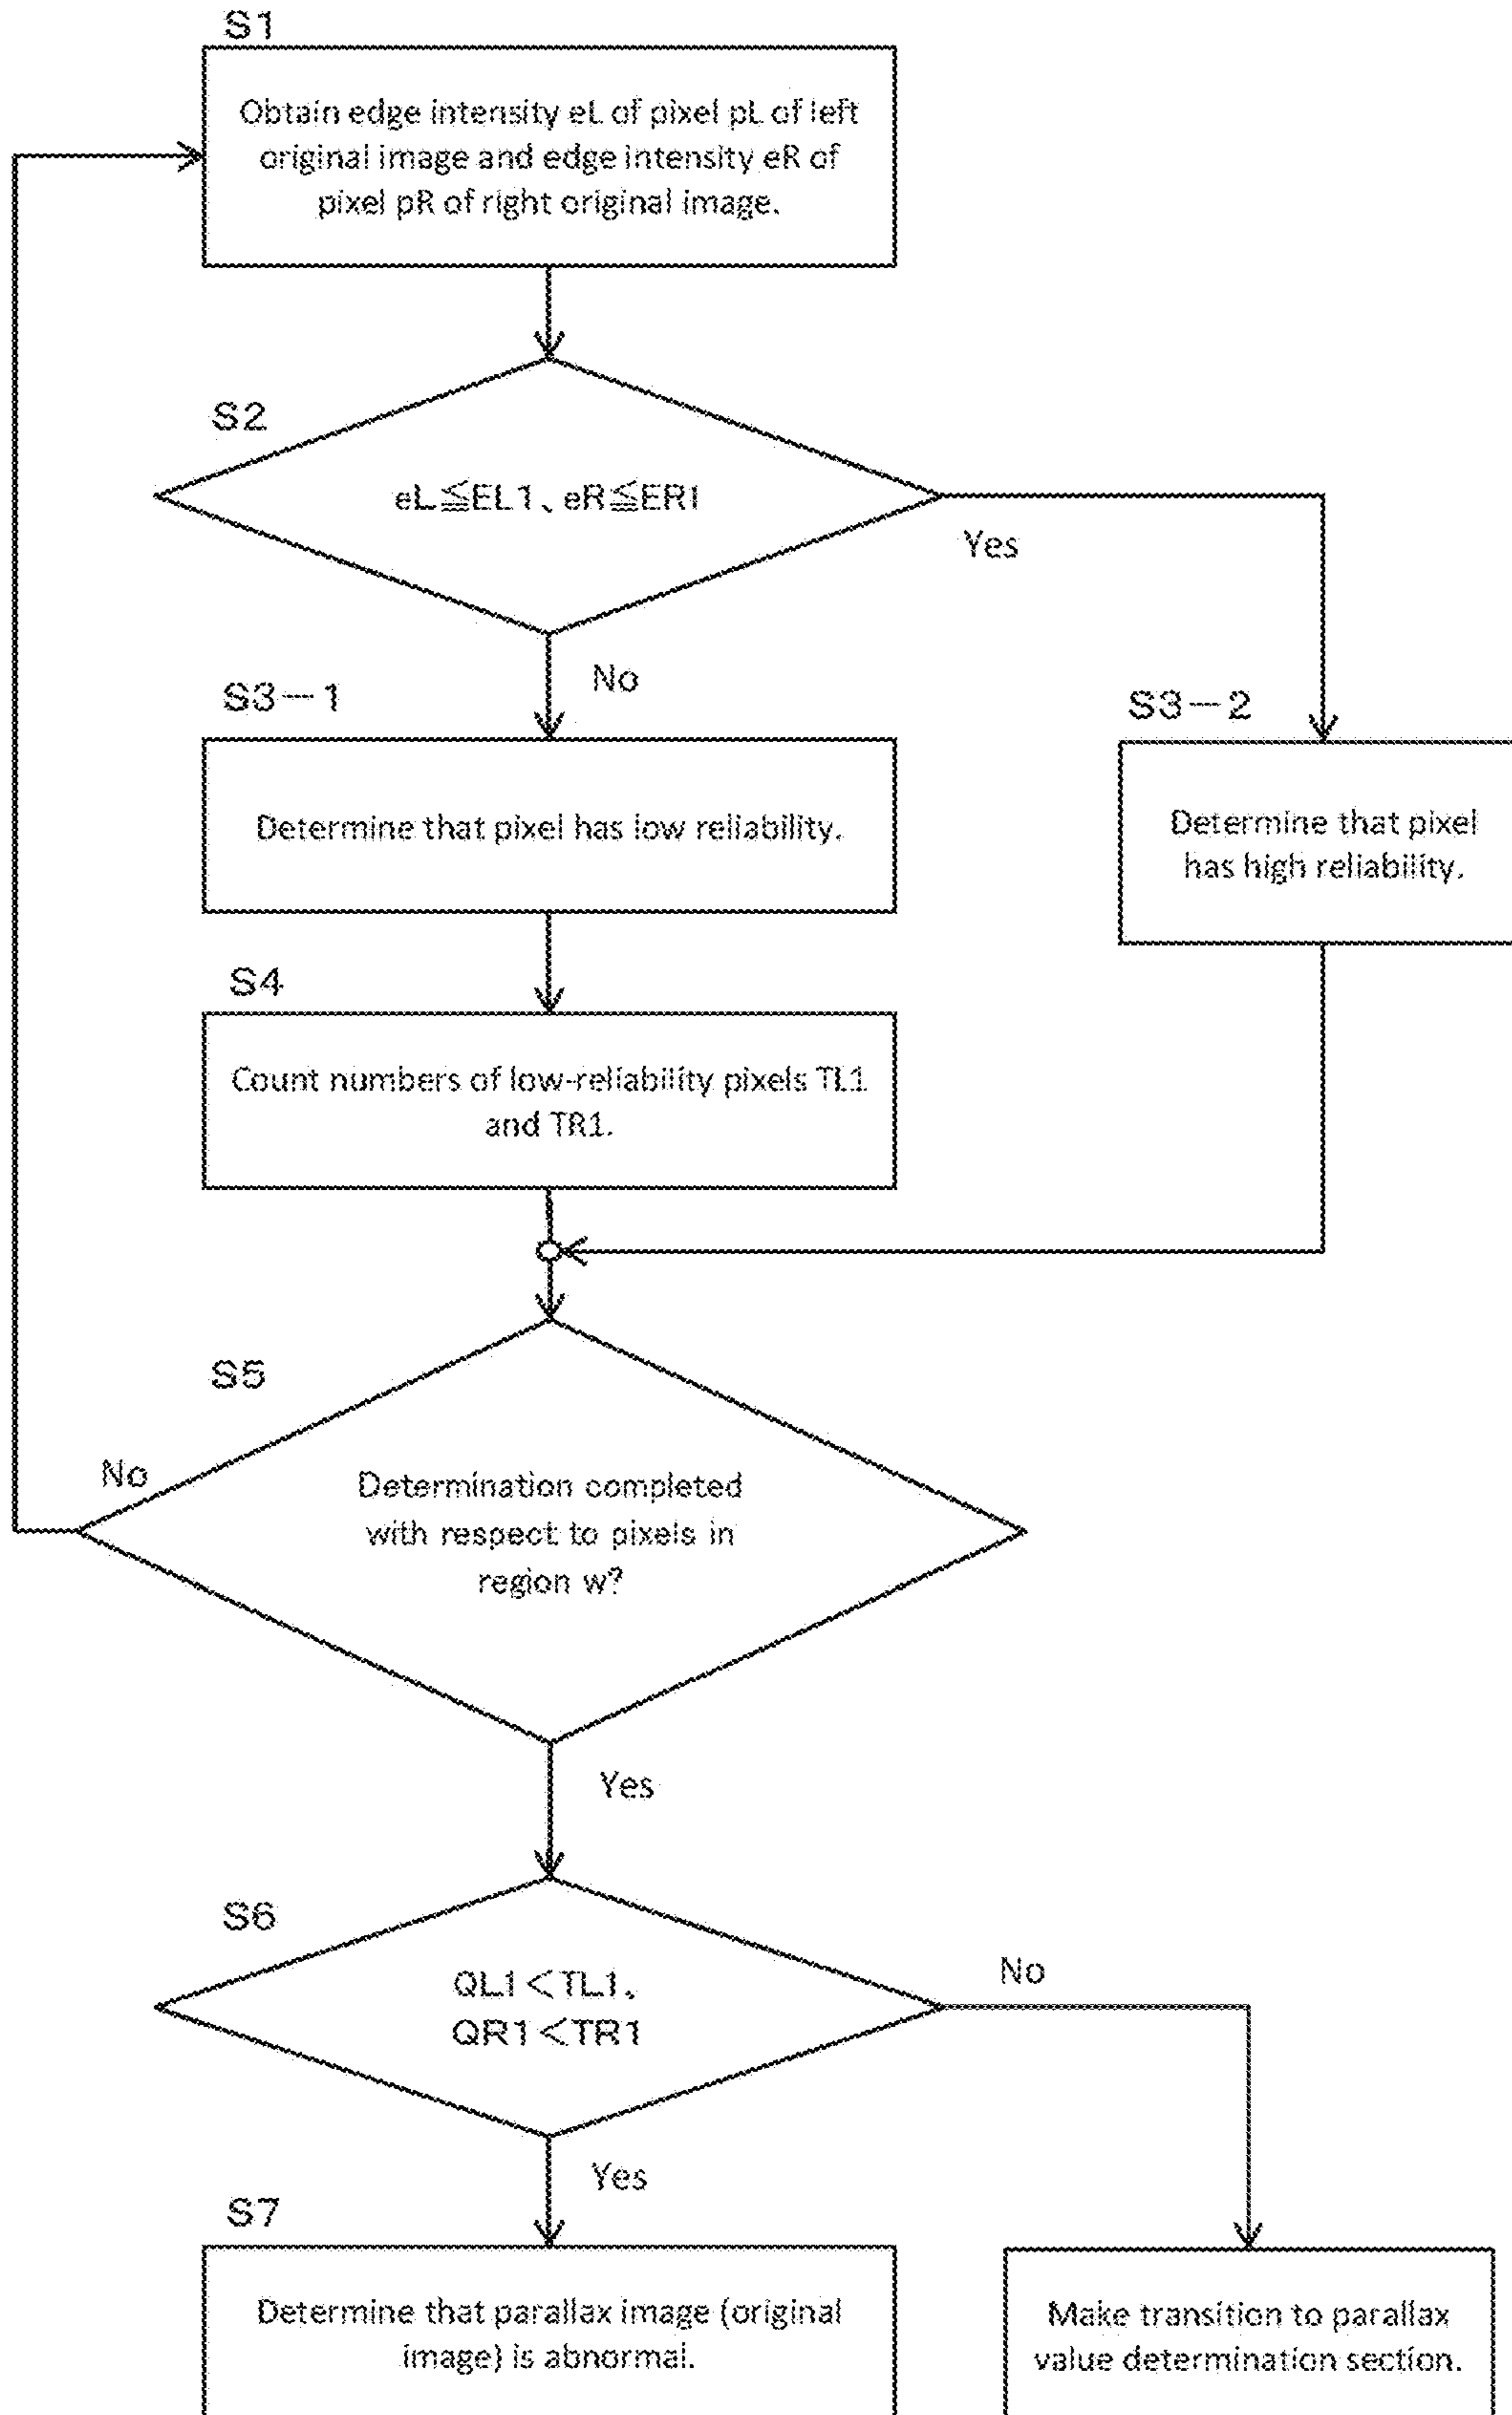 S1
Obtain edge intensity eL of pixel pL of left
original image and edge intensity eR of
pixel pR of right original image.
S2
eL≦EL1、eR≦ER1
Yes
No
S3－1
Determine that pixel has low reliability.
S3－2
Determine that pixel
has high reliability.
S4
Count numbers of low-reliability pixels TL1
and TR1.
S5
No
Determination completed
with respect to pixels in
region w?
Yes
S6
QL1＜TL1、
QR1＜TR1
No
Yes
S7
Determine that parallax image (original
image) is abnormal.
Make transition to parallax
value determination section.